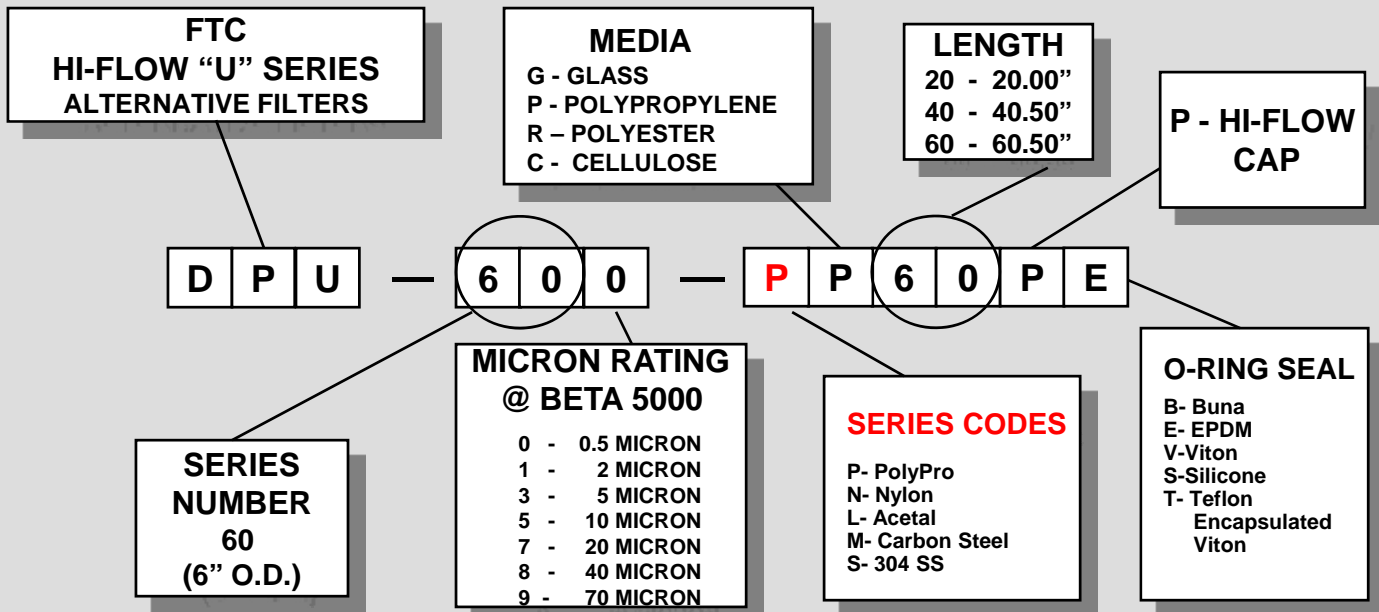 FTC
HI-FLOW “U” SERIES
ALTERNATIVE FILTERS
MEDIA
G - GLASS
P - POLYPROPYLENE
R – POLYESTER
C - CELLULOSE
LENGTH
20 - 20.00”
40 - 40.50”
60 - 60.50”
P - HI-FLOW
CAP
D P U — 6 0 0 — P P 6 0 P E
SERIES
NUMBER
60
(6” O.D.)
MICRON RATING
@ BETA 5000
0 - 0.5 MICRON
1 - 2 MICRON
3 - 5 MICRON
5 - 10 MICRON
7 - 20 MICRON
8 - 40 MICRON
9 - 70 MICRON
SERIES CODES
P- PolyPro
N- Nylon
L- Acetal
M- Carbon Steel
S- 304 SS
O-RING SEAL
B- Buna
E- EPDM
V-Viton
S-Silicone
T- Teflon
Encapsulated
Viton